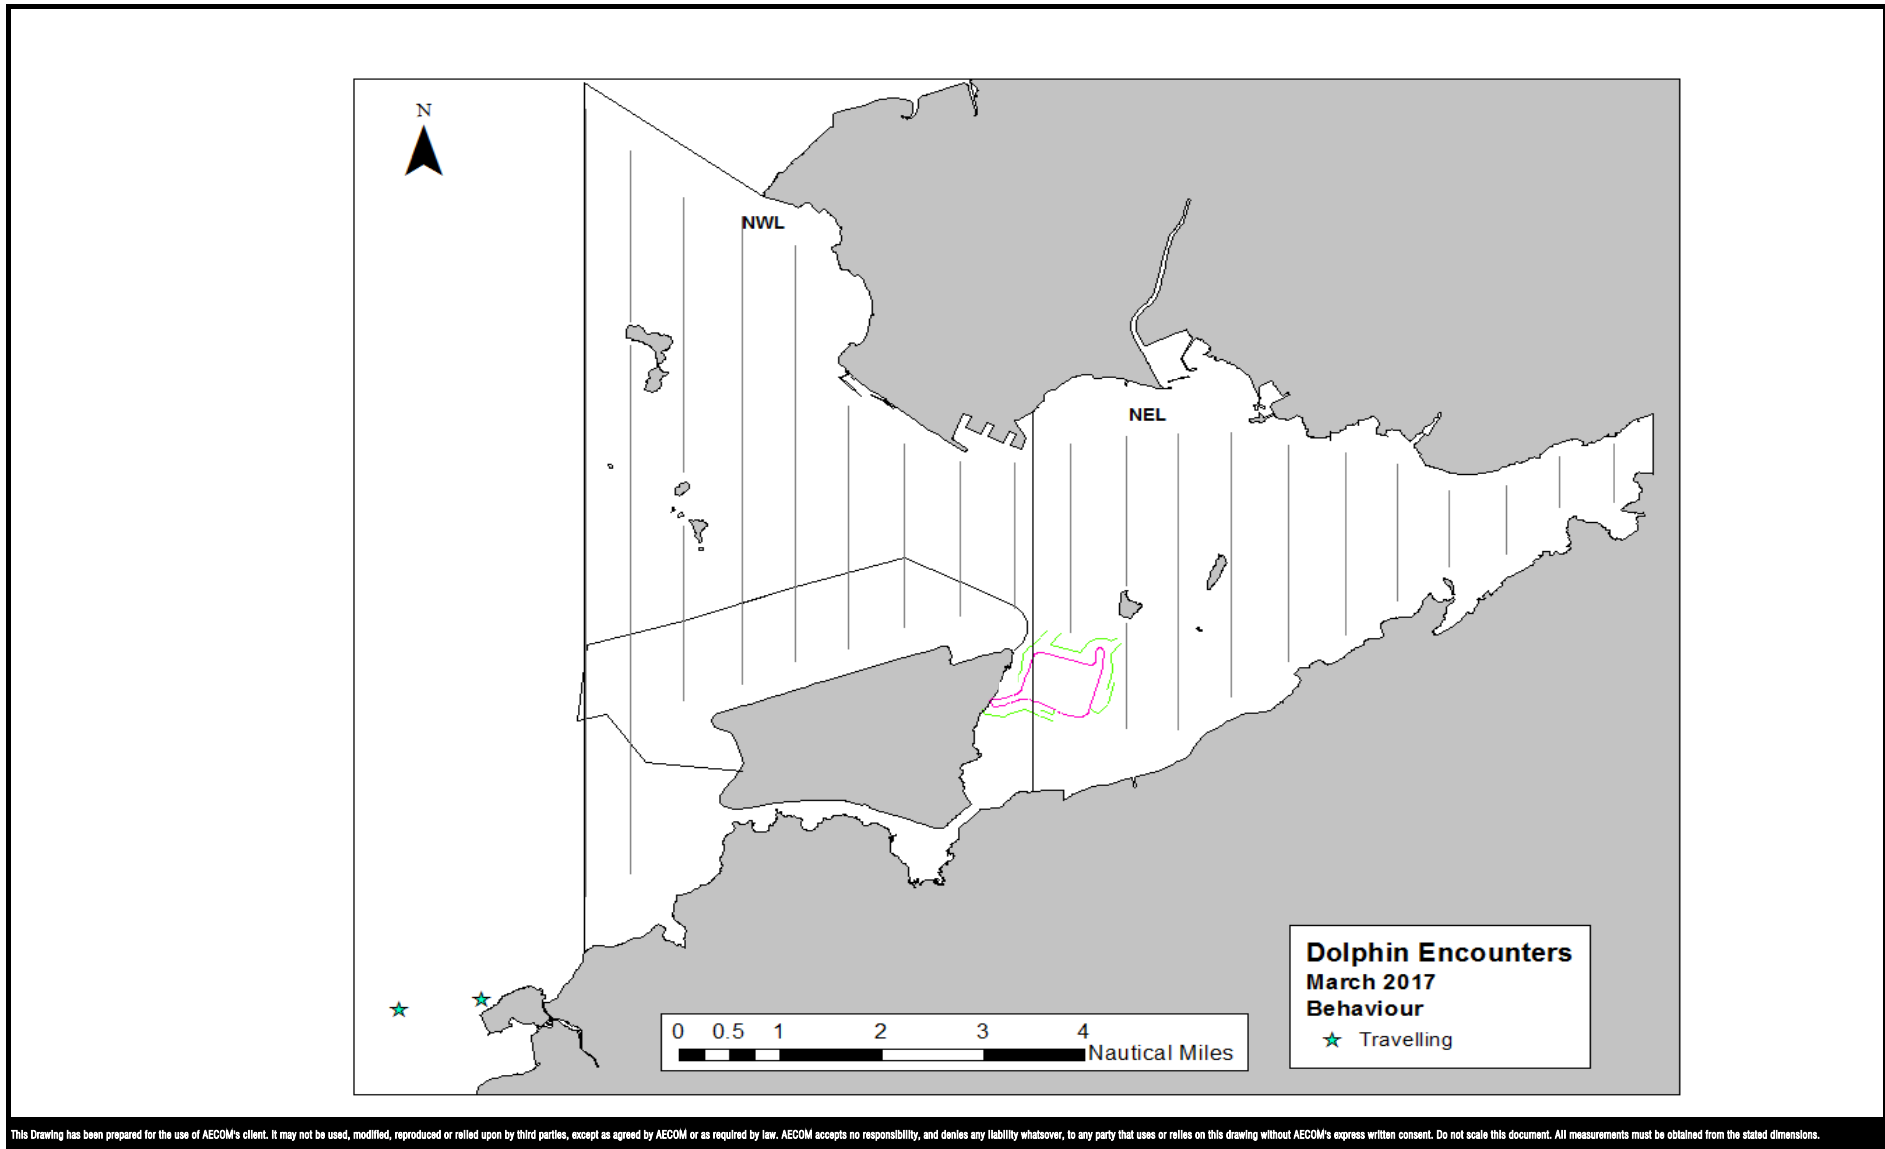 N
NWL
NEL
Dolphin Encounters
March 2017
Behaviour
Travelling
0 0.5 1 2 3 4
Nautical Miles
This Drawing has been prepared for the use of AECOM's client. It may not be used, modified, reproduced or relied upon by third parties, except as agreed by AECOM or as required by law. AECOM accepts no responsibility, and denies any liability whatsover, to any party that uses or relies on this drawing without AECOM's express written consent. Do not scale this document. All measurements must be obtained from the stated dimensions.